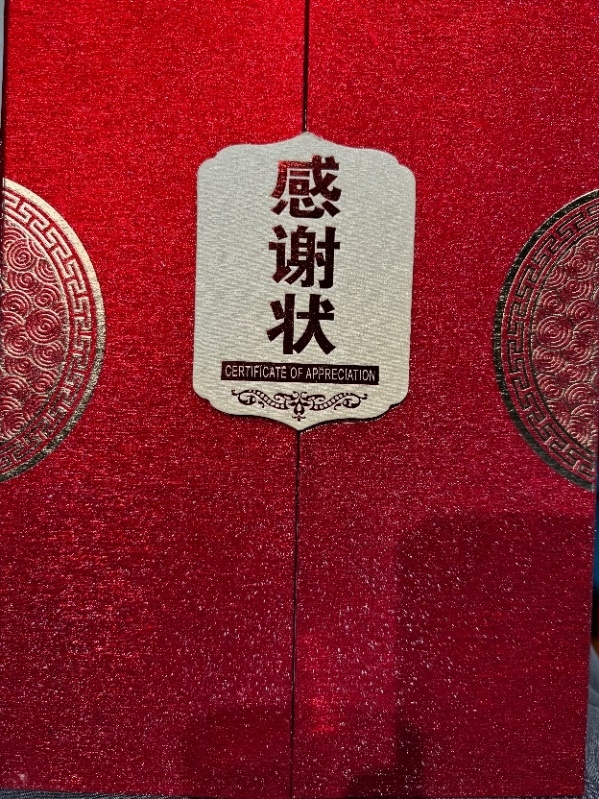 感谢状
CERTIFICATE OF APPRECIATION